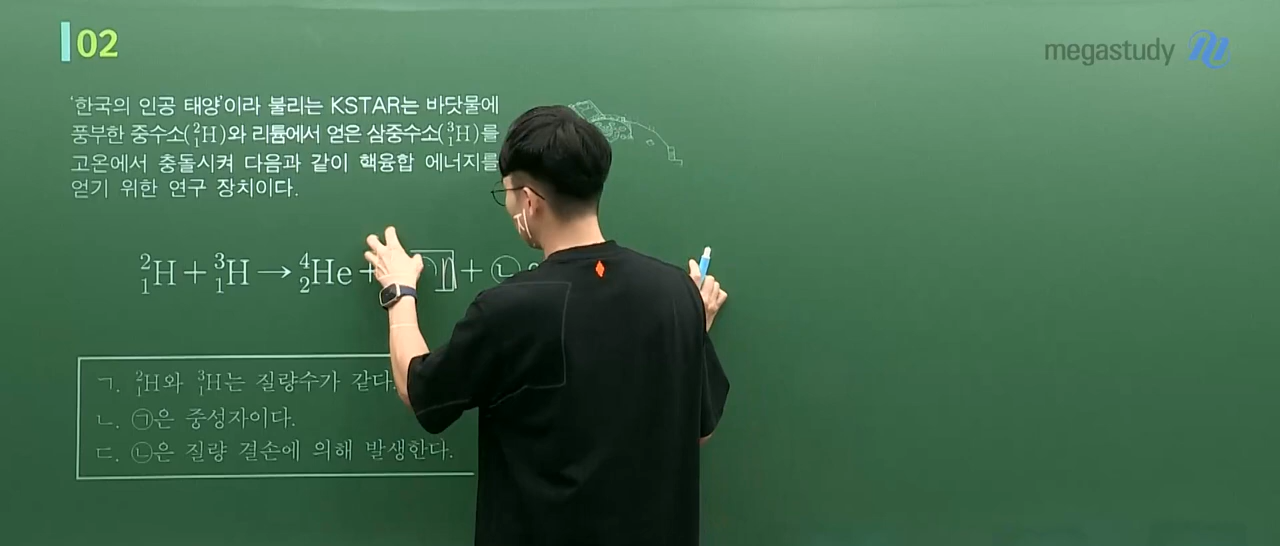 02
megastudy
'한국의 인공 태양'이라 불리는 KSTAR는 바닷물에
풍부한 중수소(²₁H)와 리튬에서 얻은 삼중수소(³₁H)를
고온에서 충돌시켜 다음과 같이 핵융합 에너지를
얻기 위한 연구 장치이다.
²₁H + ³₁H → ⁴₂He + ㉠ + ㉡
ㄱ. ²₁H와 ³₁H는 질량수가 같다.
ㄴ. ㉠은 중성자이다.
ㄷ. ㉡은 질량 결손에 의해 발생한다.